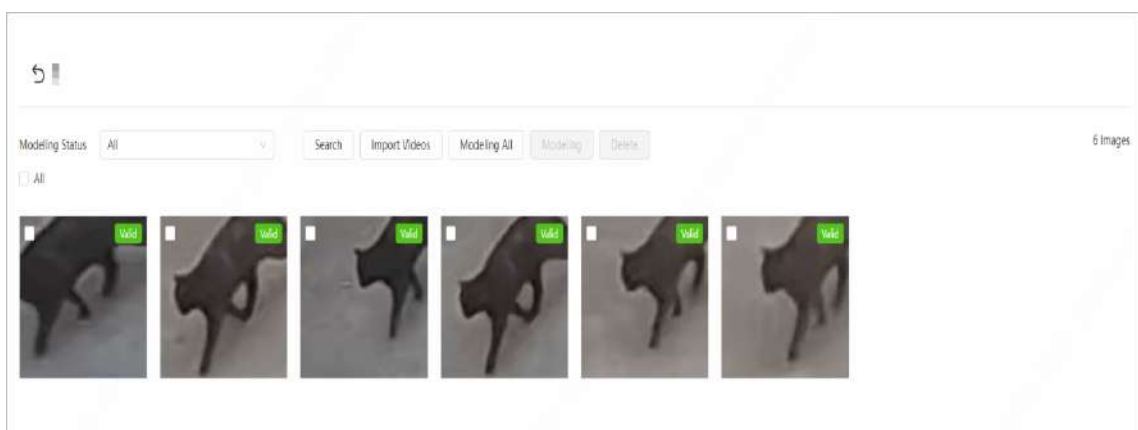 Modeling Status All Search Import Videos Modeling All Modeling Delete 6 Images
All
Valid Valid Valid Valid Valid Valid